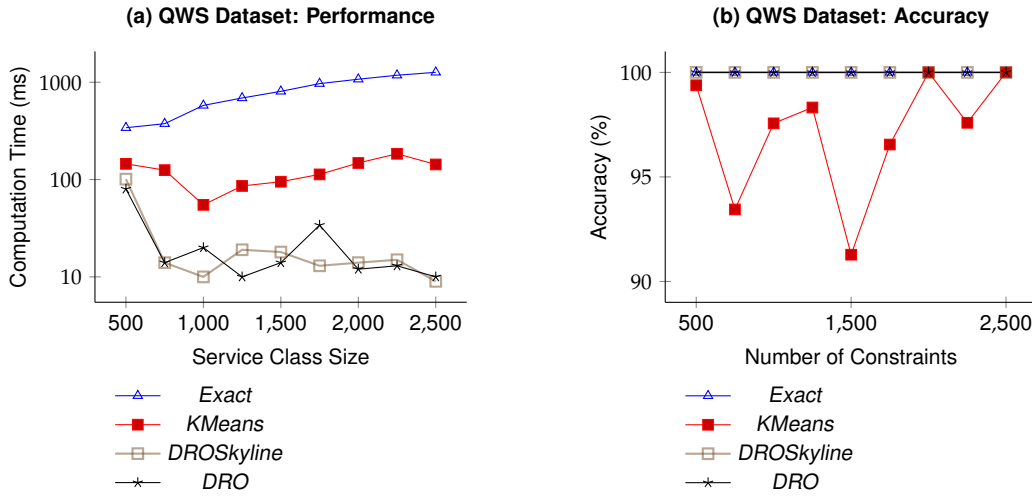 (a) QWS Dataset: Performance
Computation Time (ms)
1000
100
10
500 1,000 1,500 2,000 2,500
Service Class Size
Exact
KMeans
DROSkyline
DRO
(b) QWS Dataset: Accuracy
Accuracy (%)
100
95
90
500 1,500 2,500
Number of Constraints
Exact
KMeans
DROSkyline
DRO